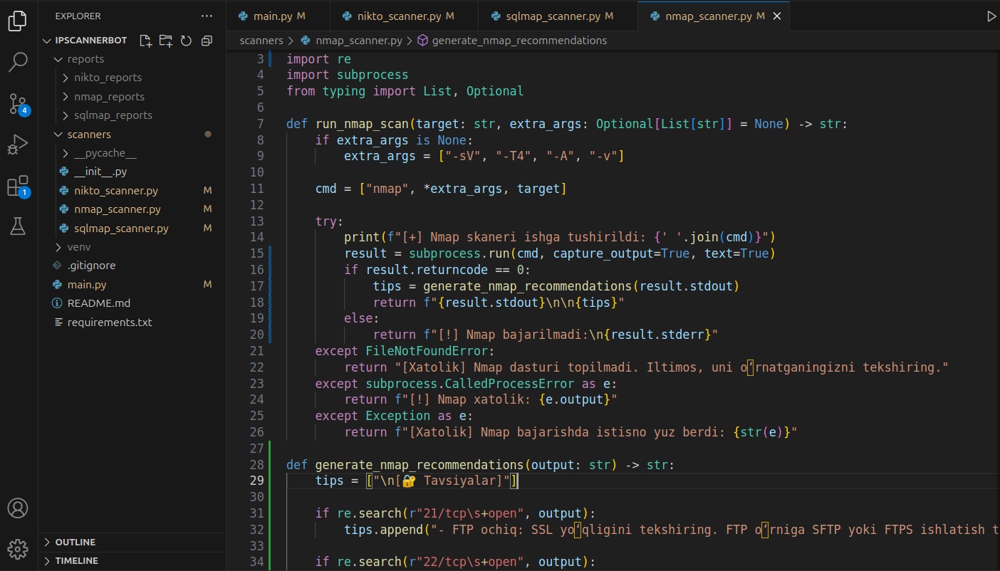 EXPLORER ···
main.py M nikto_scanner.py M sqlmap_scanner.py M nmap_scanner.py M
IPSCANNERBOT
reports
nikto_reports
nmap_reports
sqlmap_reports
scanners
__pycache__
__init__.py
nikto_scanner.py M
nmap_scanner.py M
sqlmap_scanner.py M
venv
.gitignore
main.py M
README.md
requirements.txt
OUTLINE
TIMELINE
4
1
scanners > nmap_scanner.py > generate_nmap_recommendations
3 import re
4 import subprocess
5 from typing import List, Optional
6
7 def run_nmap_scan(target: str, extra_args: Optional[List[str]] = None) -> str:
8     if extra_args is None:
9         extra_args = ["-sV", "-T4", "-A", "-v"]
10
11     cmd = ["nmap", *extra_args, target]
12
13     try:
14         print(f"[+] Nmap skaneri ishga tushirildi: {' '.join(cmd)}")
15         result = subprocess.run(cmd, capture_output=True, text=True)
16         if result.returncode == 0:
17             tips = generate_nmap_recommendations(result.stdout)
18             return f"{result.stdout}\n\n{tips}"
19         else:
20             return f"[!] Nmap bajarilmadi:\n{result.stderr}"
21     except FileNotFoundError:
22         return "[Xatolik] Nmap dasturi topilmadi. Iltimos, uni o‘rnatganingizni tekshiring."
23     except subprocess.CalledProcessError as e:
24         return f"[!] Nmap xatolik: {e.output}"
25     except Exception as e:
26         return f"[Xatolik] Nmap bajarishda istisno yuz berdi: {str(e)}"
27
28 def generate_nmap_recommendations(output: str) -> str:
29     tips = ["\n[🔐 Tavsiyalar]"]
30
31     if re.search(r"21/tcp\s+open", output):
32         tips.append("- FTP ochiq: SSL yo‘qligini tekshiring. FTP o‘rniga SFTP yoki FTPS ishlatish t
33
34     if re.search(r"22/tcp\s+open", output):